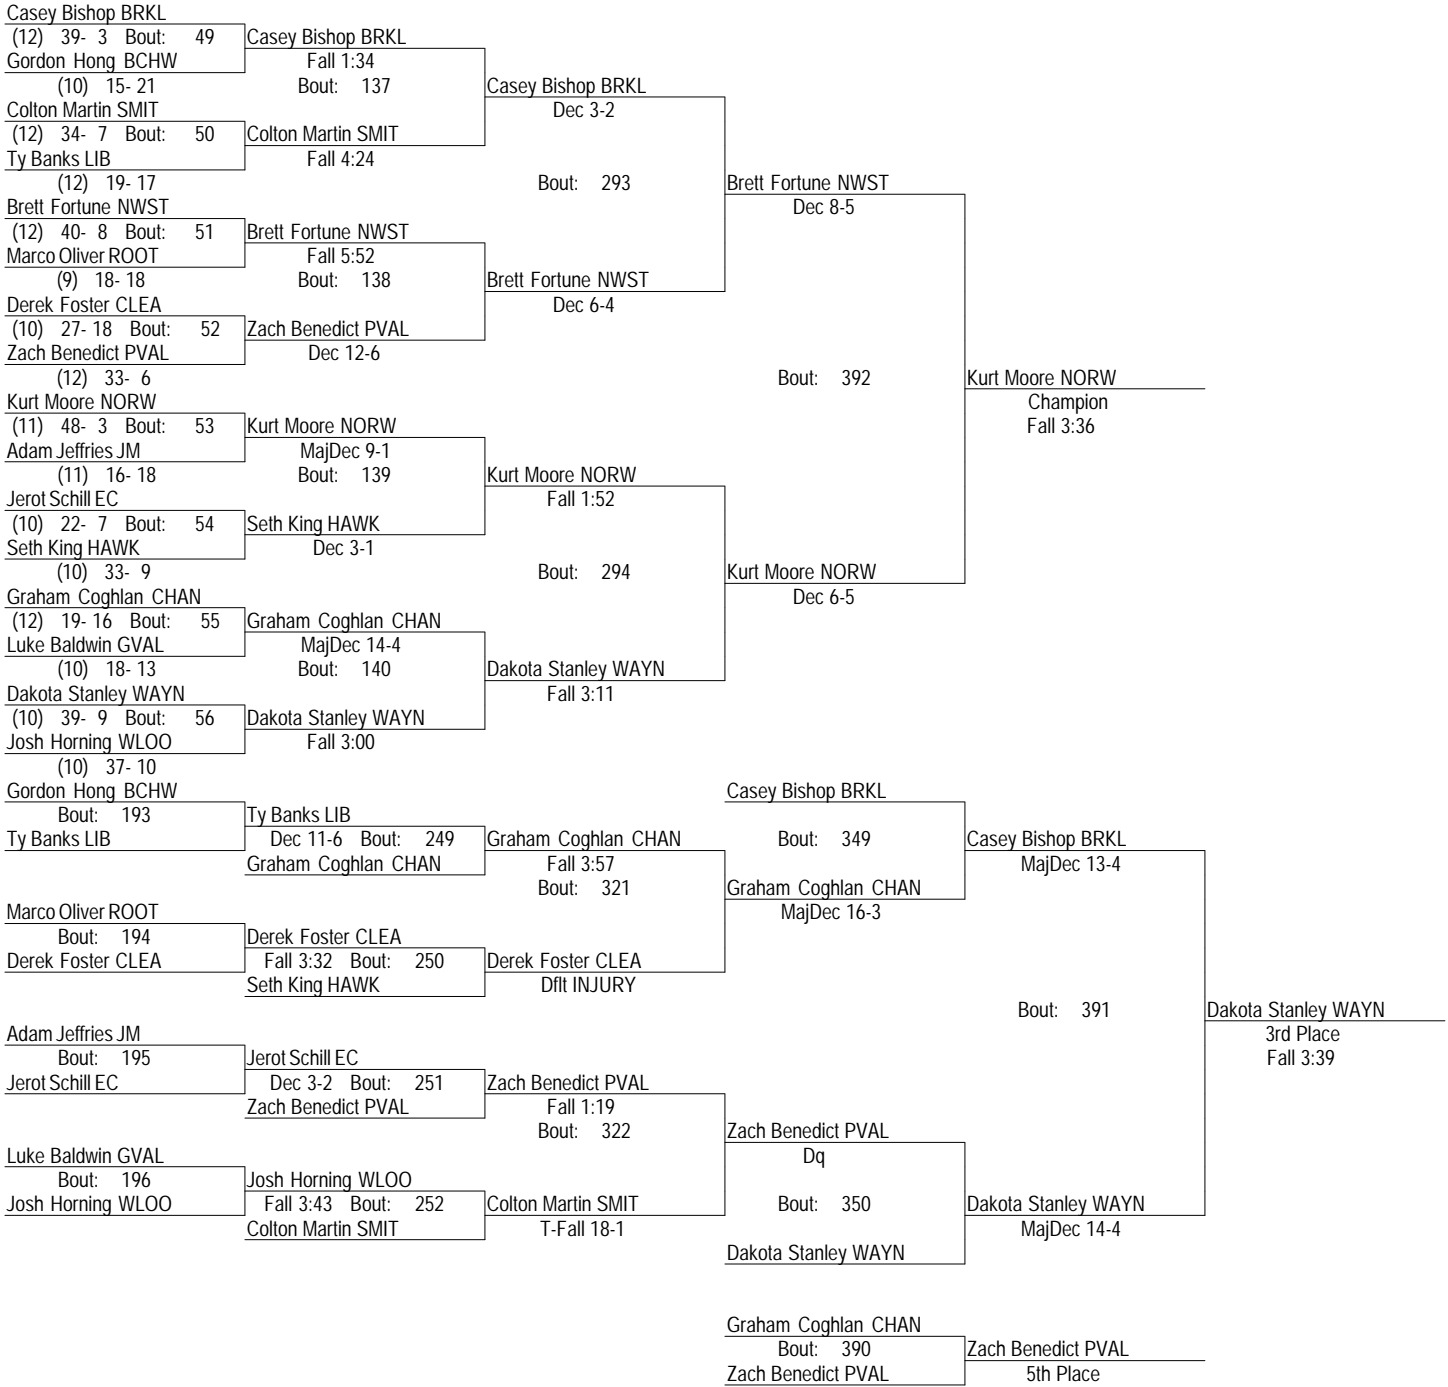 Casey Bishop BRKL
(12) 39- 3 Bout: 49 Casey Bishop BRKL
Gordon Hong BCHW Fall 1:34
(10) 15- 21 Bout: 137 Casey Bishop BRKL
Colton Martin SMIT Dec 3-2
(12) 34- 7 Bout: 50 Colton Martin SMIT
Ty Banks LIB Fall 4:24
(12) 19- 17 Bout: 293 Brett Fortune NWST
Brett Fortune NWST Dec 8-5
(12) 40- 8 Bout: 51 Brett Fortune NWST
Marco Oliver ROOT Fall 5:52
(9) 18- 18 Bout: 138 Brett Fortune NWST
Derek Foster CLEA Dec 6-4
(10) 27- 18 Bout: 52 Zach Benedict PVAL
Zach Benedict PVAL Dec 12-6
(12) 33- 6 Bout: 392 Kurt Moore NORW
Kurt Moore NORW Champion
(11) 48- 3 Bout: 53 Kurt Moore NORW Fall 3:36
Adam Jeffries JM MajDec 9-1
(11) 16- 18 Bout: 139 Kurt Moore NORW
Jerot Schill EC Fall 1:52
(10) 22- 7 Bout: 54 Seth King HAWK
Seth King HAWK Dec 3-1
(10) 33- 9 Bout: 294 Kurt Moore NORW
Graham Coghlan CHAN Dec 6-5
(12) 19- 16 Bout: 55 Graham Coghlan CHAN
Luke Baldwin GVAL MajDec 14-4
(10) 18- 13 Bout: 140 Dakota Stanley WAYN
Dakota Stanley WAYN Fall 3:11
(10) 39- 9 Bout: 56 Dakota Stanley WAYN
Josh Horning WLOO Fall 3:00
(10) 37- 10
Gordon Hong BCHW Casey Bishop BRKL
Bout: 193 Ty Banks LIB
Ty Banks LIB Dec 11-6 Bout: 249 Graham Coghlan CHAN Bout: 349 Casey Bishop BRKL
Graham Coghlan CHAN Fall 3:57 MajDec 13-4
Bout: 321 Graham Coghlan CHAN
Marco Oliver ROOT MajDec 16-3
Bout: 194 Derek Foster CLEA
Derek Foster CLEA Fall 3:32 Bout: 250 Derek Foster CLEA
Seth King HAWK Dflt INJURY
Bout: 391 Dakota Stanley WAYN
Adam Jeffries JM 3rd Place
Bout: 195 Jerot Schill EC Fall 3:39
Jerot Schill EC Dec 3-2 Bout: 251 Zach Benedict PVAL
Zach Benedict PVAL Fall 1:19
Bout: 322 Zach Benedict PVAL
Luke Baldwin GVAL Dq
Bout: 196 Josh Horning WLOO
Josh Horning WLOO Fall 3:43 Bout: 252 Colton Martin SMIT Bout: 350 Dakota Stanley WAYN
Colton Martin SMIT T-Fall 18-1 MajDec 14-4
Dakota Stanley WAYN
Graham Coghlan CHAN
Bout: 390 Zach Benedict PVAL
Zach Benedict PVAL 5th Place